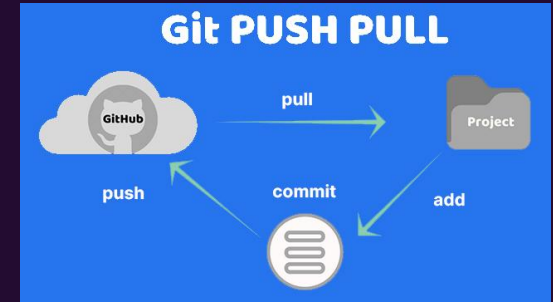 Git PUSH PULL
GitHub
pull
Project
push
commit
add